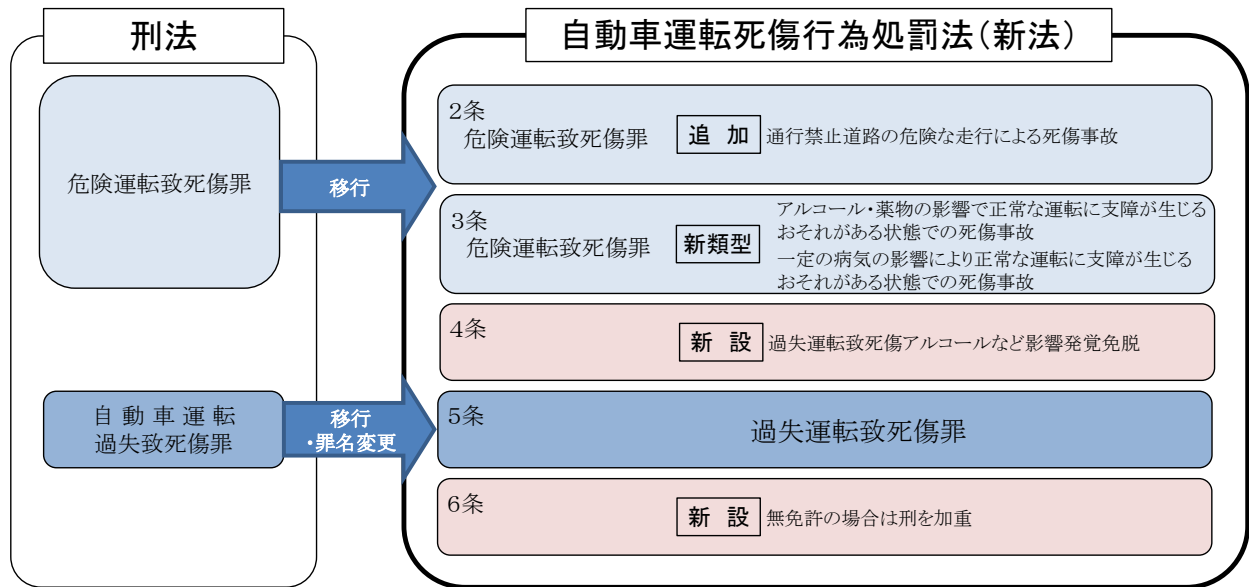 刑法
自動車運転死傷行為処罰法(新法)
危険運転致死傷罪
移行
2条
危険運転致死傷罪
追 加
通行禁止道路の危険な走行による死傷事故
3条
危険運転致死傷罪
新類型
アルコール・薬物の影響で正常な運転に支障が生じる
おそれがある状態での死傷事故
一定の病気の影響により正常な運転に支障が生じる
おそれがある状態での死傷事故
4条
新 設
過失運転致死傷アルコールなど影響発覚免脱
自 動 車 運 転
過失致死傷罪
移行
・罪名変更
5条
過失運転致死傷罪
6条
新 設
無免許の場合は刑を加重